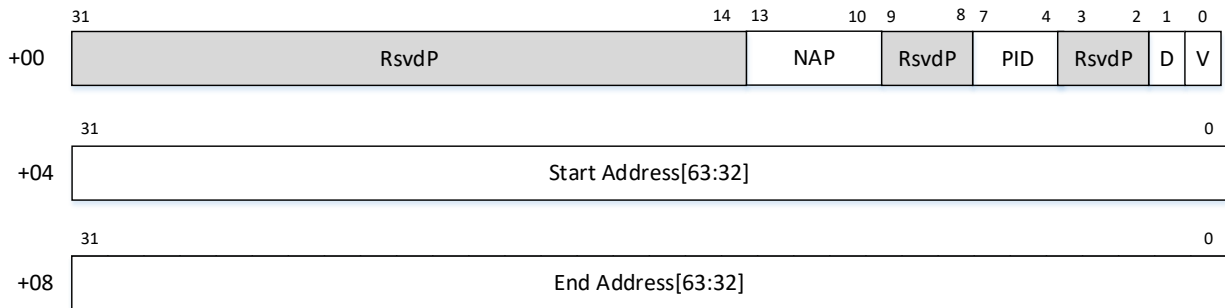 31 14 13 10 9 8 7 4 3 2 1 0
+00 RsvdP NAP RsvdP PID RsvdP D V
31 0
+04 Start Address[63:32]
31 0
+08 End Address[63:32]